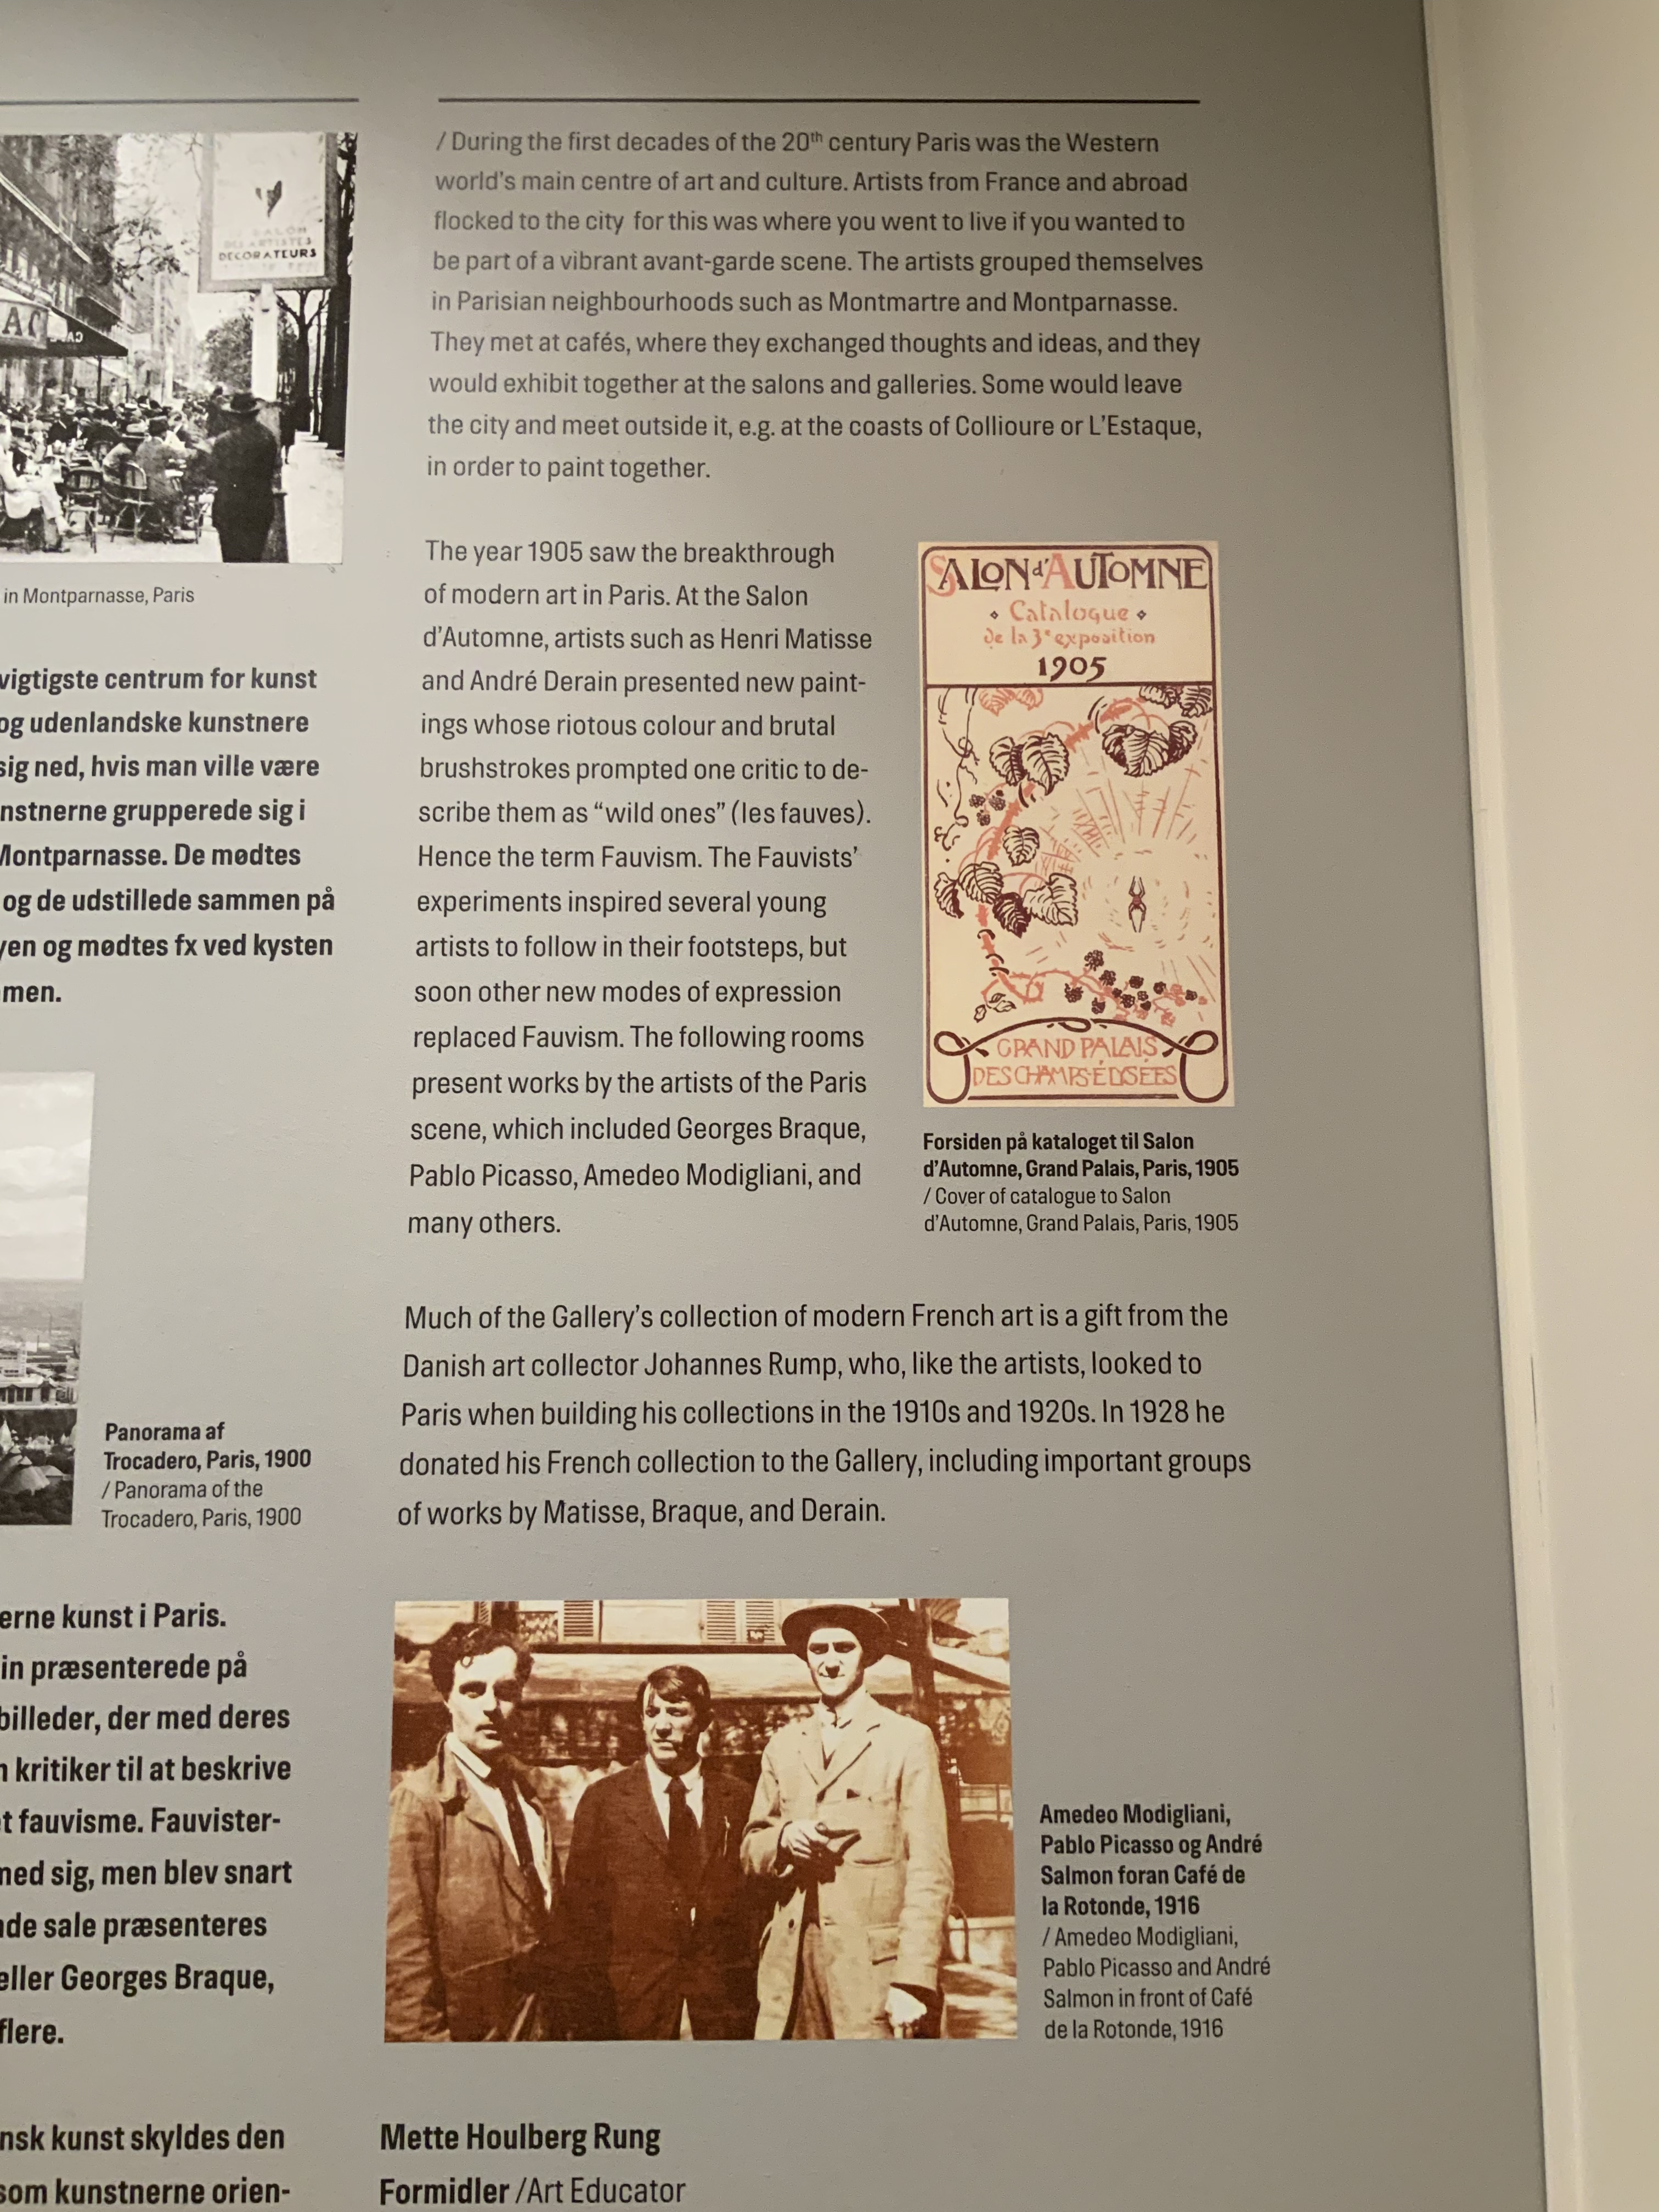 SALON
DES ARTISTES
DECORATEURS
CAF
in Montparnasse, Paris
vigtigste centrum for kunst
og udenlandske kunstnere
sig ned, hvis man ville være
nstnerne grupperede sig i
Montparnasse. De mødtes
og de udstillede sammen på
yen og mødtes fx ved kysten
men.
Panorama af
Trocadero, Paris, 1900
/ Panorama of the
Trocadero, Paris, 1900
erne kunst i Paris.
in præsenterede på
billeder, der med deres
n kritiker til at beskrive
t fauvisme. Fauvister-
med sig, men blev snart
nde sale præsenteres
eller Georges Braque,
flere.
nsk kunst skyldes den
som kunstnerne orien-
/ During the first decades of the 20th century Paris was the Western
world's main centre of art and culture. Artists from France and abroad
flocked to the city for this was where you went to live if you wanted to
be part of a vibrant avant-garde scene. The artists grouped themselves
in Parisian neighbourhoods such as Montmartre and Montparnasse.
They met at cafés, where they exchanged thoughts and ideas, and they
would exhibit together at the salons and galleries. Some would leave
the city and meet outside it, e.g. at the coasts of Collioure or L'Estaque,
in order to paint together.
The year 1905 saw the breakthrough
of modern art in Paris. At the Salon
d'Automne, artists such as Henri Matisse
and André Derain presented new paint-
ings whose riotous colour and brutal
brushstrokes prompted one critic to de-
scribe them as “wild ones” (les fauves).
Hence the term Fauvism. The Fauvists'
experiments inspired several young
artists to follow in their footsteps, but
soon other new modes of expression
replaced Fauvism. The following rooms
present works by the artists of the Paris
scene, which included Georges Braque,
Pablo Picasso, Amedeo Modigliani, and
many others.
SALON d'AUTOMNE
Catalogue
de la 3e exposition
1905
GRAND PALAIS
DES CHAMPS-ÉLYSÉES
Forsiden på kataloget til Salon
d'Automne, Grand Palais, Paris, 1905
/ Cover of catalogue to Salon
d'Automne, Grand Palais, Paris, 1905
Much of the Gallery's collection of modern French art is a gift from the
Danish art collector Johannes Rump, who, like the artists, looked to
Paris when building his collections in the 1910s and 1920s. In 1928 he
donated his French collection to the Gallery, including important groups
of works by Matisse, Braque, and Derain.
Amedeo Modigliani,
Pablo Picasso og André
Salmon foran Café de
la Rotonde, 1916
/ Amedeo Modigliani,
Pablo Picasso and André
Salmon in front of Café
de la Rotonde, 1916
Mette Houlberg Rung
Formidler / Art Educator